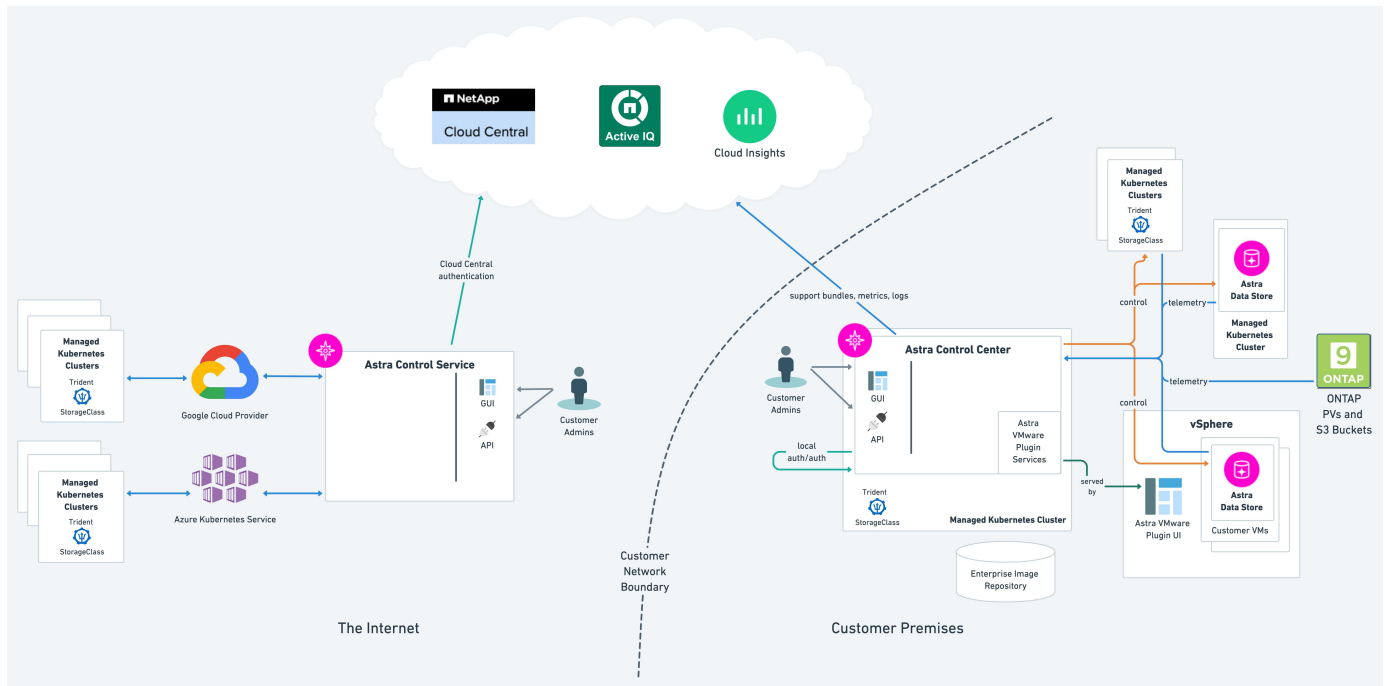 NetApp
Cloud Central
Active IQ
Cloud Insights
Cloud Central
authentication
support bundles, metrics, logs
Managed
Kubernetes
Clusters
Trident
StorageClass
Google Cloud Provider
Managed
Kubernetes
Clusters
Trident
StorageClass
Azure Kubernetes Service
Astra Control Service
GUI
API
Customer
Admins
Customer
Network
Boundary
The Internet
Customer
Admins
Astra Control Center
GUI
API
Astra
VMware
Plugin
Services
local
auth/auth
Trident
StorageClass
Managed Kubernetes Cluster
Enterprise Image
Repository
Customer Premises
served
by
Managed
Kubernetes
Clusters
Trident
StorageClass
control
telemetry
Astra
Data Store
Managed
Kubernetes
Cluster
telemetry
control
9
ONTAP
ONTAP
PVs and
S3 Buckets
vSphere
Astra
Data Store
Customer VMs
Astra VMware
Plugin UI